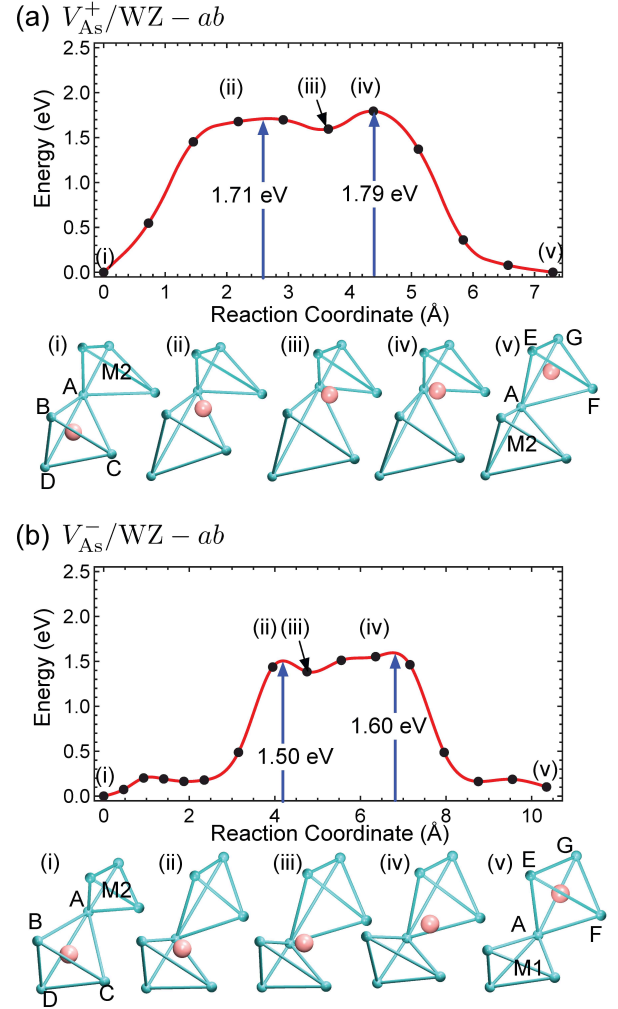 (a) V_As^+/WZ − ab
2.5
2.0
1.5
1.0
0.5
0.0
Energy (eV)
(i)
(ii)
(iii)
(iv)
(v)
1.71 eV
1.79 eV
0 1 2 3 4 5 6 7
Reaction Coordinate (Å)
(i) (ii) (iii) (iv) (v)
A M2 B C D
E G A F M2
(b) V_As^-/WZ − ab
2.5
2.0
1.5
1.0
0.5
0.0
Energy (eV)
(i)
(ii) (iii)
(iv)
(v)
1.50 eV
1.60 eV
0 2 4 6 8 10
Reaction Coordinate (Å)
(i) (ii) (iii) (iv) (v)
A M2 B D C
E G A F M1